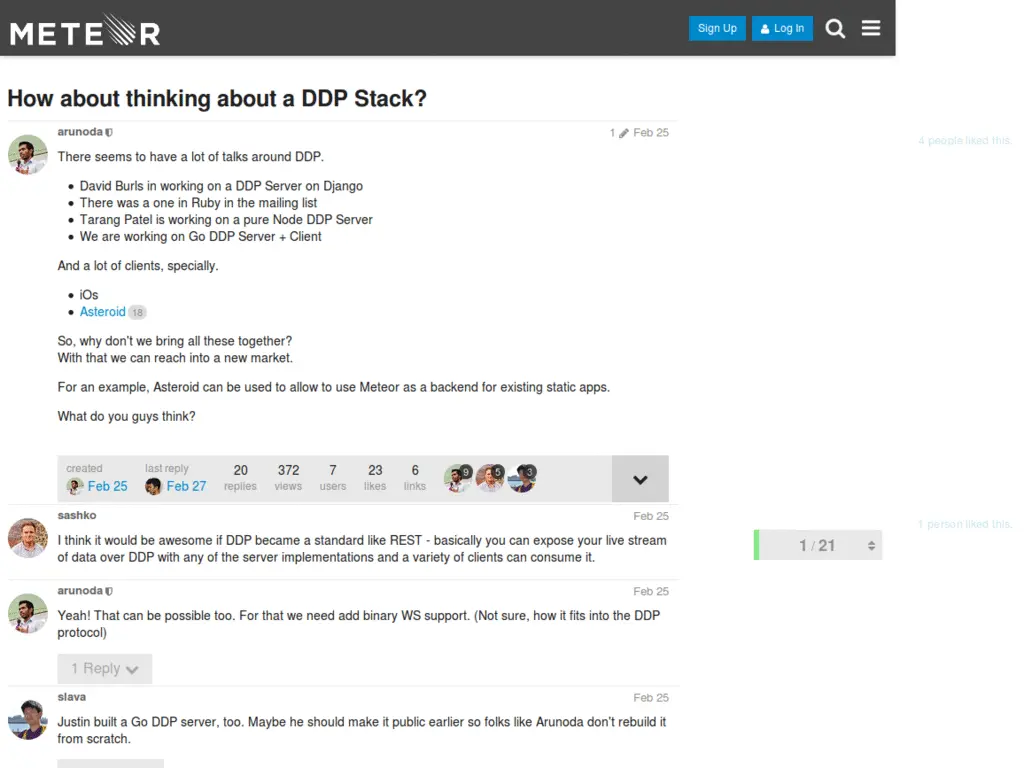 METEOR
Sign Up
Log In
How about thinking about a DDP Stack?
arunoda
1 Feb 25
There seems to have a lot of talks around DDP.
David Burls in working on a DDP Server on Django
There was a one in Ruby in the mailing list
Tarang Patel is working on a pure Node DDP Server
We are working on Go DDP Server + Client
And a lot of clients, specially.
iOs
Asteroid 18
So, why don't we bring all these together?
With that we can reach into a new market.
For an example, Asteroid can be used to allow to use Meteor as a backend for existing static apps.
What do you guys think?
4 people liked this.
created
Feb 25
last reply
Feb 27
20
replies
372
views
7
users
23
likes
6
links
9
5
3
sashko
Feb 25
I think it would be awesome if DDP became a standard like REST - basically you can expose your live stream
of data over DDP with any of the server implementations and a variety of clients can consume it.
1 person liked this.
1 / 21
arunoda
Feb 25
Yeah! That can be possible too. For that we need add binary WS support. (Not sure, how it fits into the DDP
protocol)
1 Reply
slava
Feb 25
Justin built a Go DDP server, too. Maybe he should make it public earlier so folks like Arunoda don't rebuild it
from scratch.